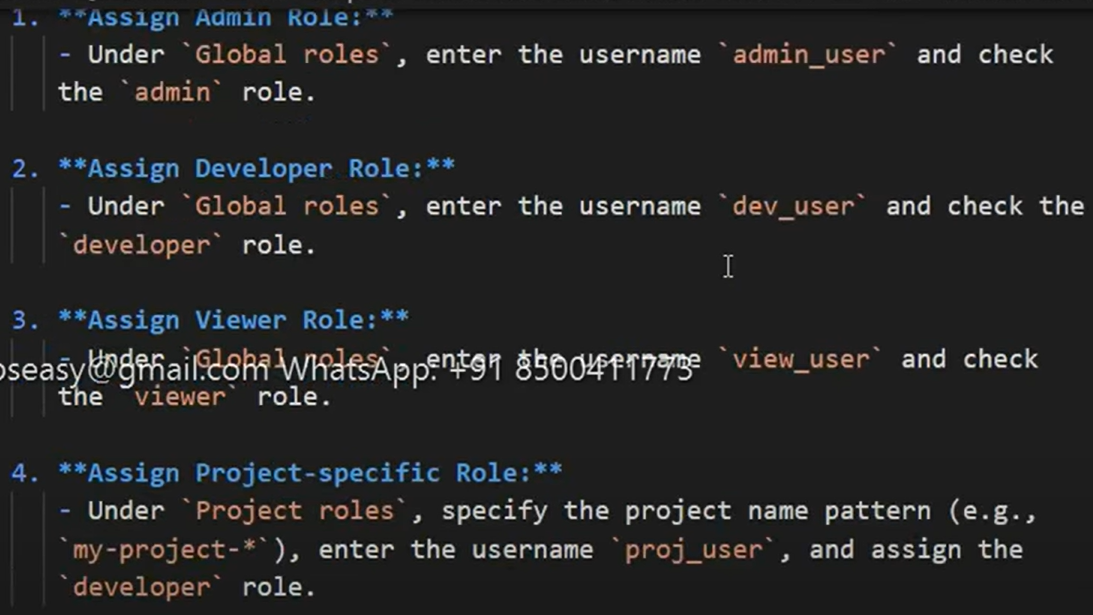 1. **Assign Admin Role:**
- Under `Global roles`, enter the username `admin_user` and check
the `admin` role.
2. **Assign Developer Role:**
- Under `Global roles`, enter the username `dev_user` and check the
`developer` role.
3. **Assign Viewer Role:**
- Under `Global roles`, enter the username `view_user` and check
oseasy@gmail.com WhatsApp: +91 8500411773
the `viewer` role.
4. **Assign Project-specific Role:**
- Under `Project roles`, specify the project name pattern (e.g.,
`my-project-*`), enter the username `proj_user`, and assign the
`developer` role.